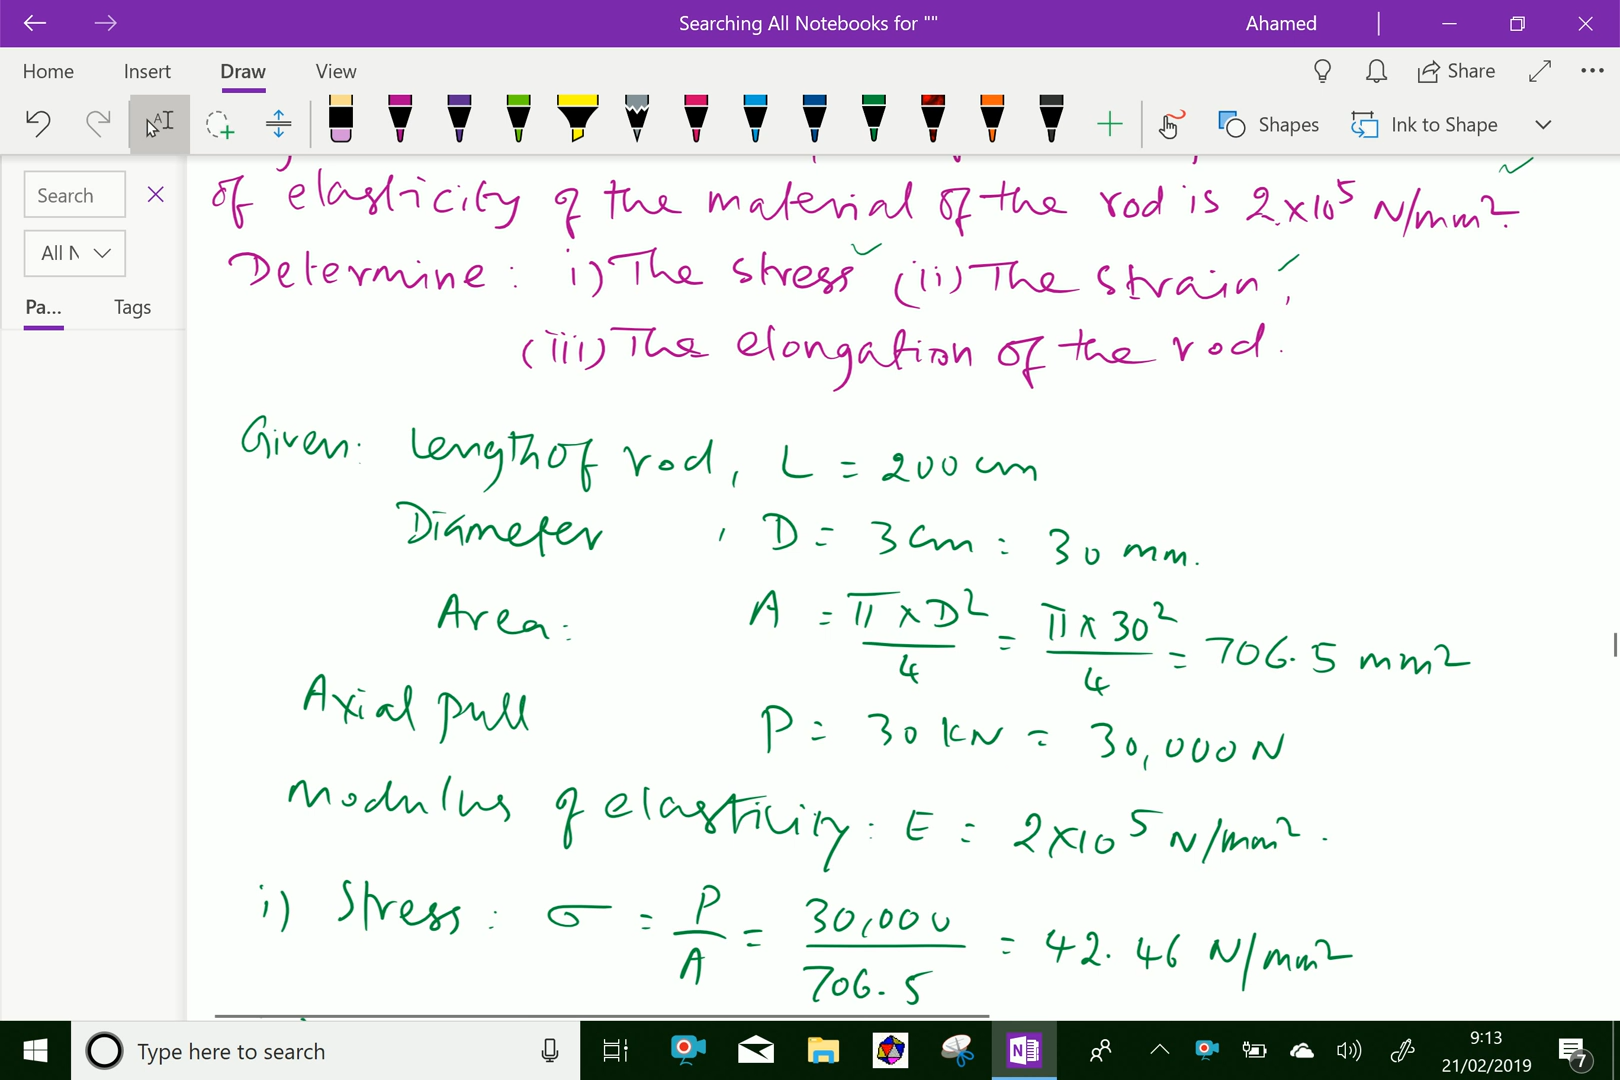 Searching All Notebooks for ""
Ahamed
Home Insert Draw View
Share
Shapes
Ink to Shape
Search
All N
Pa... Tags
of elasticity of the material of the rod is 2×10⁵ N/mm².
Determine : i) The stress (ii) The strain,
(iii) The elongation of the rod.
Given: Length of rod, L = 200 cm
Diameter , D = 3 cm = 30 mm.
Area: A = π × D²/4 = π × 30²/4 = 706.5 mm²
Axial pull P = 30 KN = 30,000 N
Modulus of elasticity: E = 2×10⁵ N/mm².
i) Stress: σ = P/A = 30,000/706.5 = 42.46 N/mm²
Type here to search
9:13
21/02/2019
7